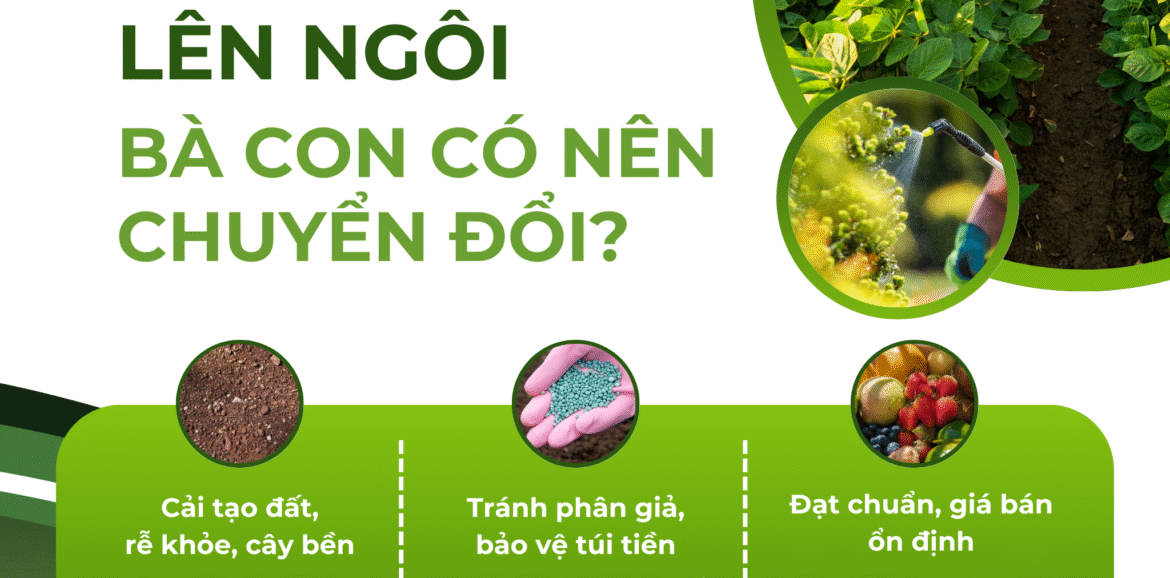 LÊN NGÔI
BÀ CON CÓ NÊN
CHUYỂN ĐỔI?
Cải tạo đất,
rễ khỏe, cây bền
Tránh phân giả,
bảo vệ túi tiền
Đạt chuẩn, giá bán
ổn định